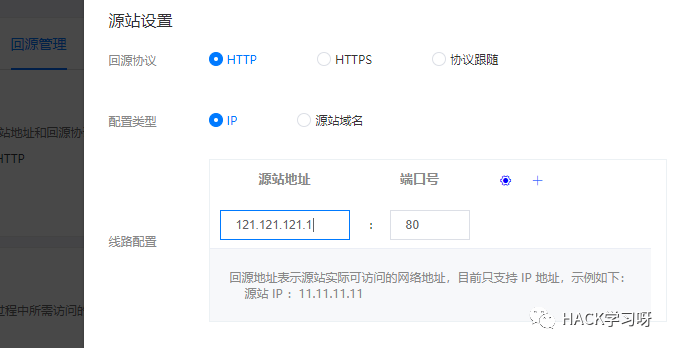 源站设置
回源管理
回源协议 HTTP HTTPS 协议跟随
配置类型 IP 源站域名
站地址和回源协
HTTP
源站地址 端口号
121.121.121.1 : 80
线路配置
回源地址表示源站实际可访问的网络地址，目前只支持 IP 地址，示例如下：
源站 IP ：11.11.11.11
过程中所需访问的
HACK学习呀